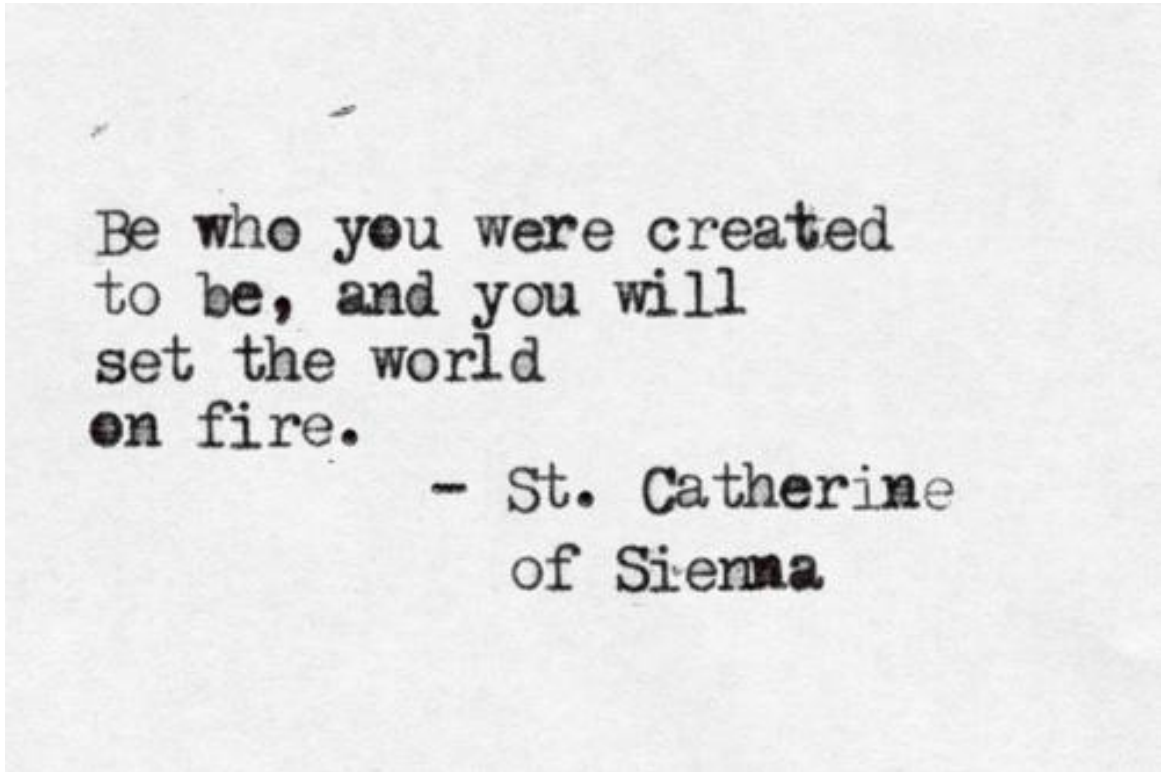 Be who you were created
to be, and you will
set the world
on fire.
- St. Catherine
of Sienna